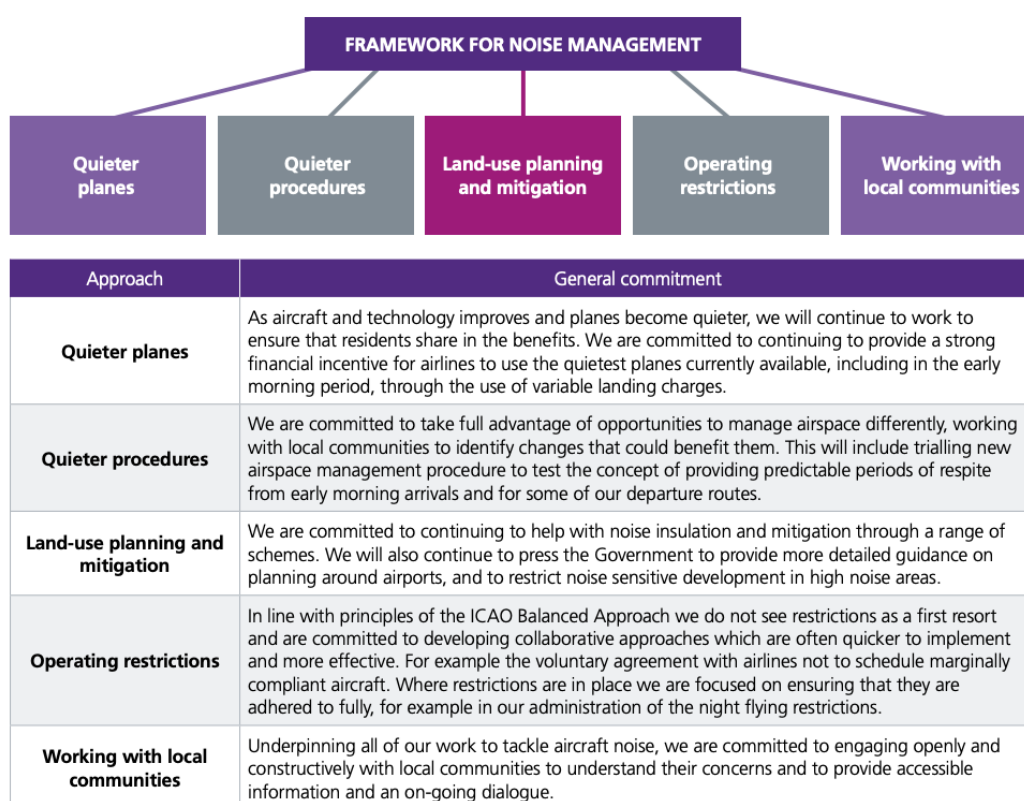 FRAMEWORK FOR NOISE MANAGEMENT
Quieter
planes
Quieter
procedures
Land-use planning
and mitigation
Operating
restrictions
Working with
local communities
Approach
General commitment
Quieter planes
As aircraft and technology improves and planes become quieter, we will continue to work to
ensure that residents share in the benefits. We are committed to continuing to provide a strong
financial incentive for airlines to use the quietest planes currently available, including in the early
morning period, through the use of variable landing charges.
Quieter procedures
We are committed to take full advantage of opportunities to manage airspace differently, working
with local communities to identify changes that could benefit them. This will include trialling new
airspace management procedure to test the concept of providing predictable periods of respite
from early morning arrivals and for some of our departure routes.
Land-use planning and
mitigation
We are committed to continuing to help with noise insulation and mitigation through a range of
schemes. We will also continue to press the Government to provide more detailed guidance on
planning around airports, and to restrict noise sensitive development in high noise areas.
Operating restrictions
In line with principles of the ICAO Balanced Approach we do not see restrictions as a first resort
and are committed to developing collaborative approaches which are often quicker to implement
and more effective. For example the voluntary agreement with airlines not to schedule marginally
compliant aircraft. Where restrictions are in place we are focused on ensuring that they are
adhered to fully, for example in our administration of the night flying restrictions.
Working with local
communities
Underpinning all of our work to tackle aircraft noise, we are committed to engaging openly and
constructively with local communities to understand their concerns and to provide accessible
information and an on-going dialogue.